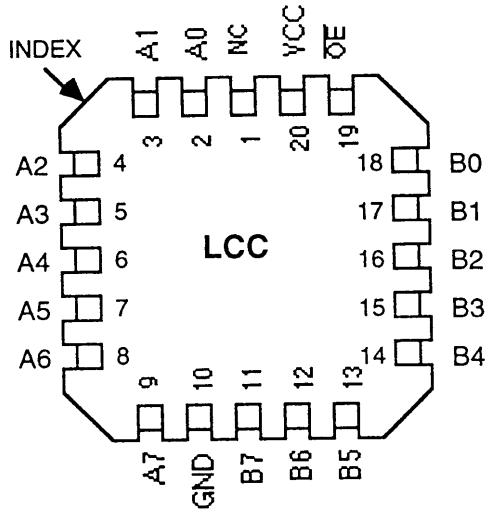 INDEX
A1 A0 NC VCC OE
3 2 1 20 19
A2 4 18 B0
A3 5 17 B1
A4 6 LCC 16 B2
A5 7 15 B3
A6 8 14 B4
9 10 11 12 13
A7 GND B7 B6 B5